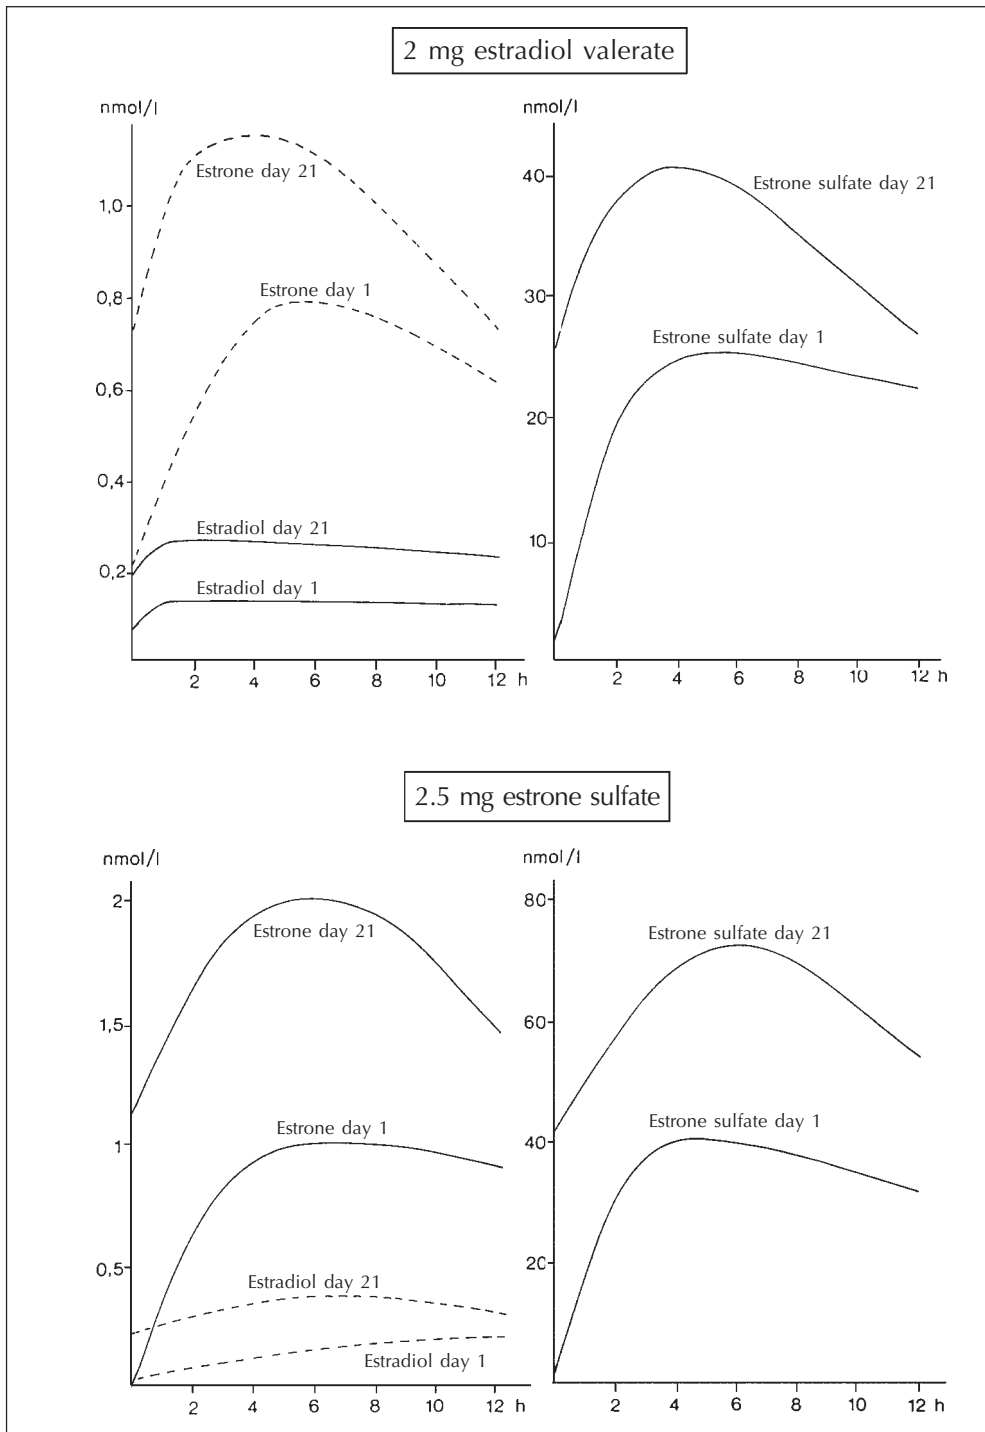 2 mg estradiol valerate
nmol/l
1,0
0,8
0,6
0,4
0,2
Estrone day 21
Estrone day 1
Estradiol day 21
Estradiol day 1
2 4 6 8 10 12 h
nmol/l
40
30
20
10
Estrone sulfate day 21
Estrone sulfate day 1
2 4 6 8 10 12 h
2.5 mg estrone sulfate
nmol/l
2
1,5
1
0,5
Estrone day 21
Estrone day 1
Estradiol day 21
Estradiol day 1
2 4 6 8 10 12 h
nmol/l
80
60
40
20
Estrone sulfate day 21
Estrone sulfate day 1
2 4 6 8 10 12 h